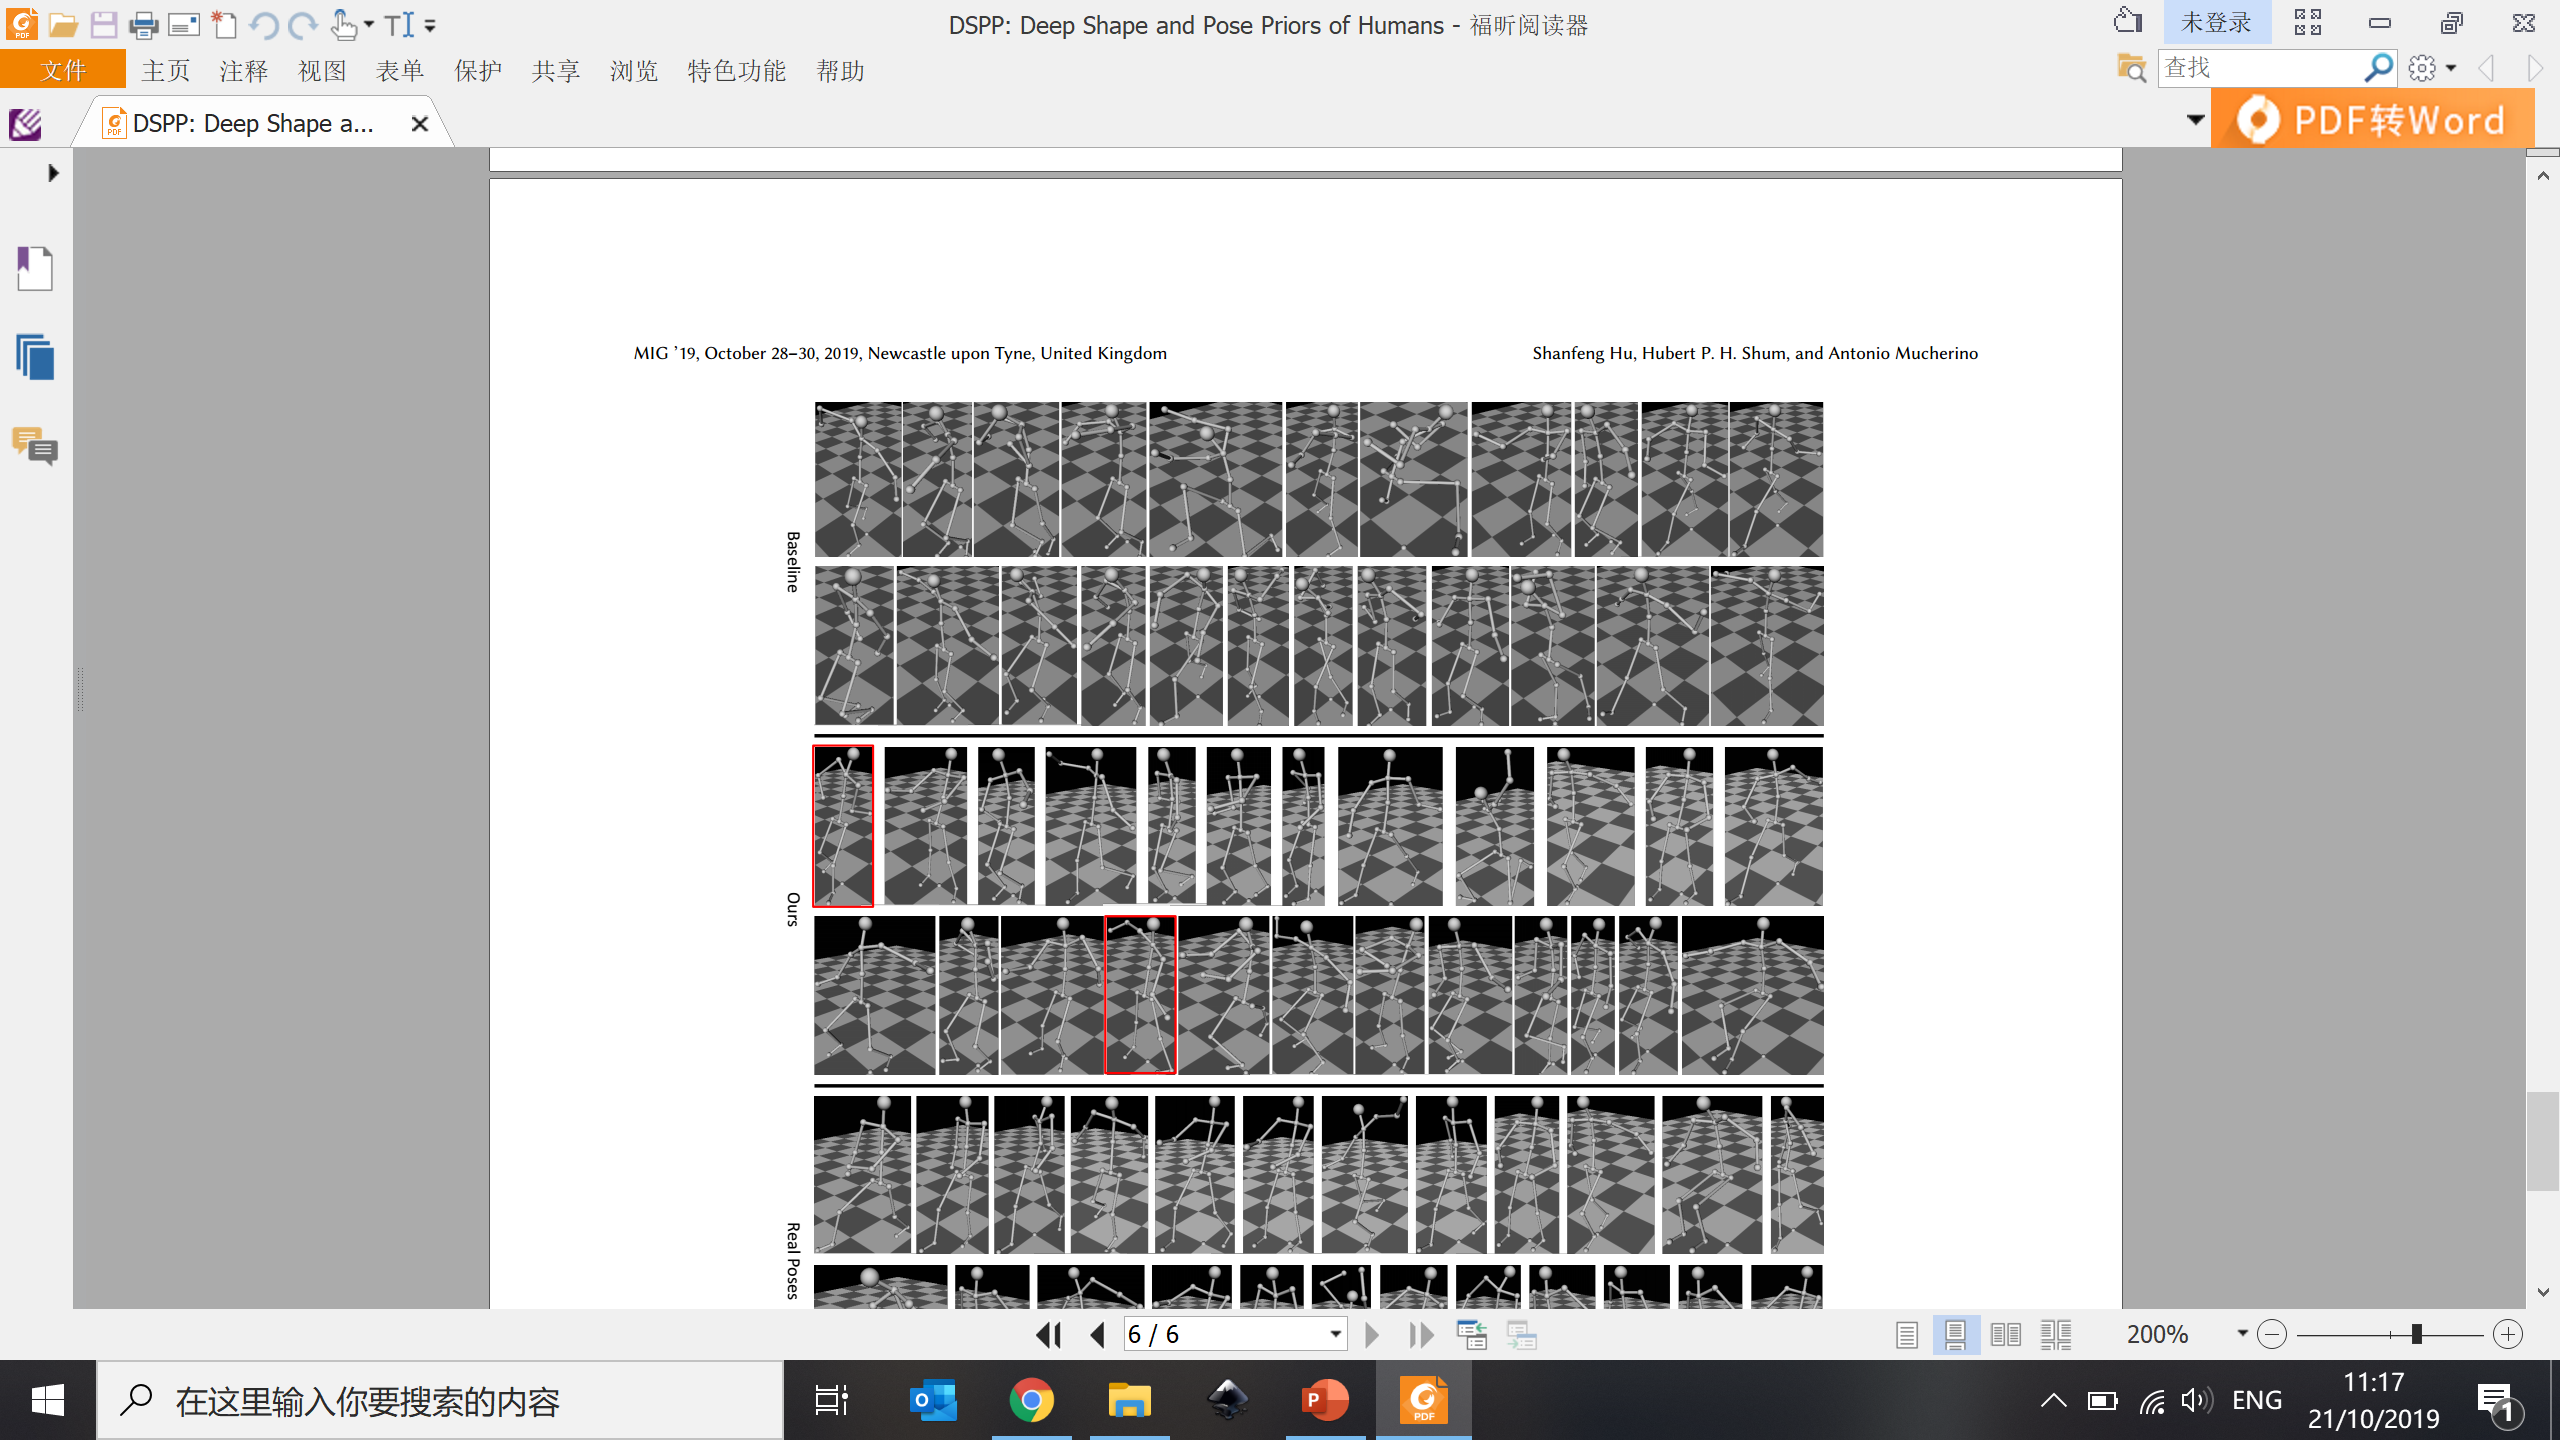 DSPP: Deep Shape and Pose Priors of Humans - 福昕阅读器
未登录
文件 主页 注释 视图 表单 保护 共享 浏览 特色功能 帮助
查找
DSPP: Deep Shape a...
PDF转Word
MIG ’19, October 28–30, 2019, Newcastle upon Tyne, United Kingdom
Shanfeng Hu, Hubert P. H. Shum, and Antonio Mucherino
Baseline
Ours
Real Poses
6 / 6
200%
在这里输入你要搜索的内容
ENG
11:17
21/10/2019
1